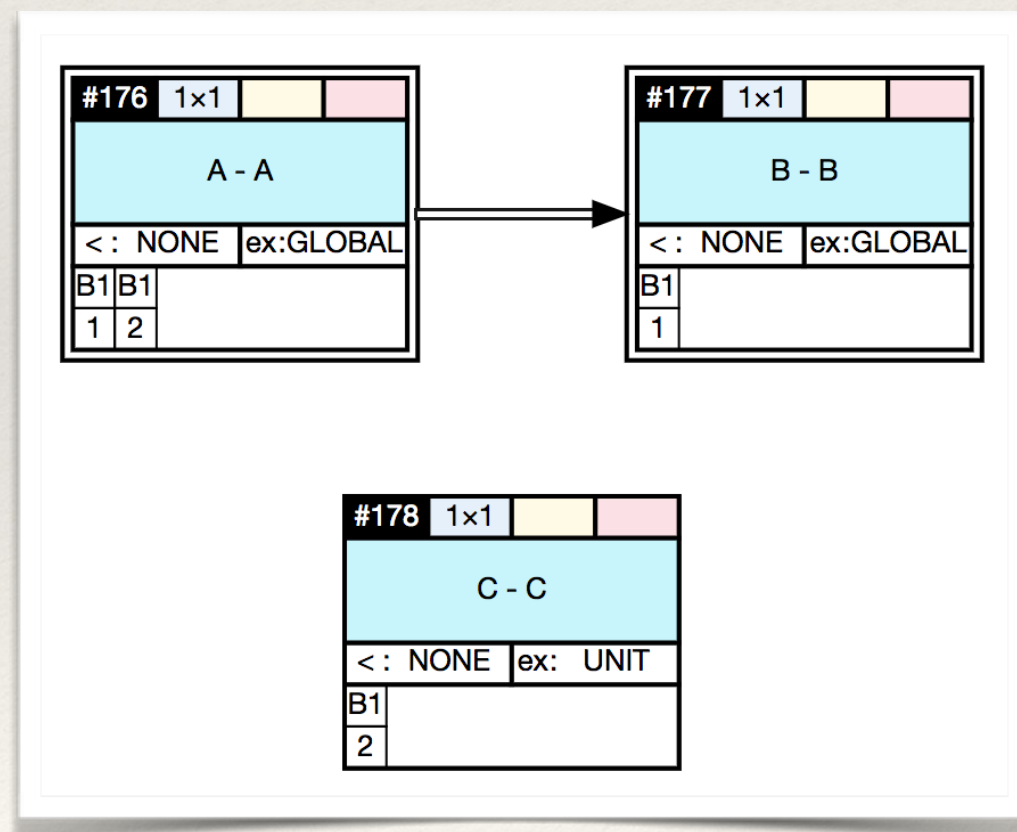 #176 1×1
A - A
<: NONE ex:GLOBAL
B1 B1
1 2
#177 1×1
B - B
<: NONE ex:GLOBAL
B1
1
#178 1×1
C - C
<: NONE ex: UNIT
B1
2